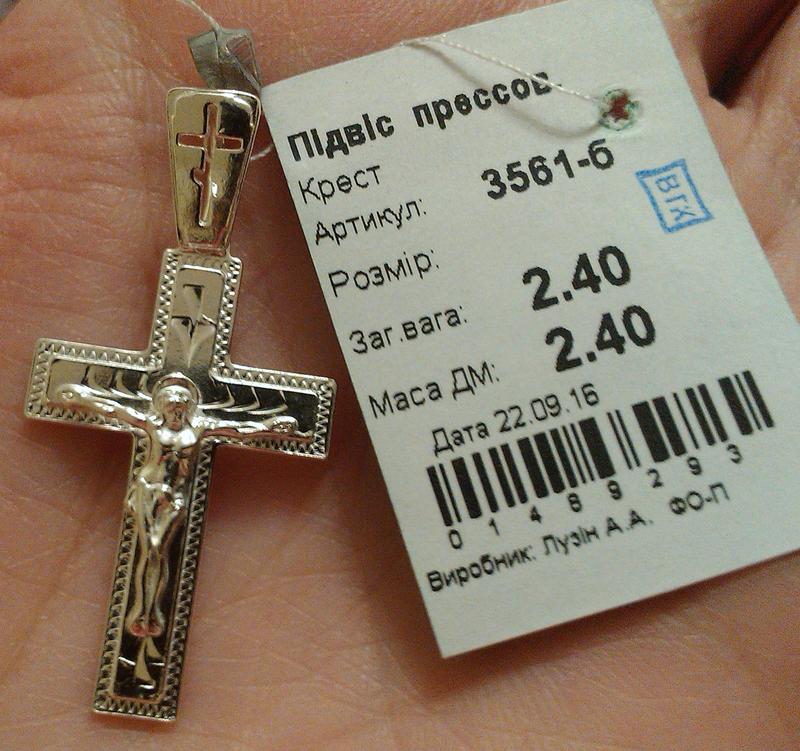 Підвіс прессов.
Крест
Артикул: 3561-б
Розмір:
Заг.вага: 2.40
Маса ДМ: 2.40
Дата 22.09.16
0 1 4 8 9 2 9 3
Виробник: Лузін А.А. ФО-П
ВГК